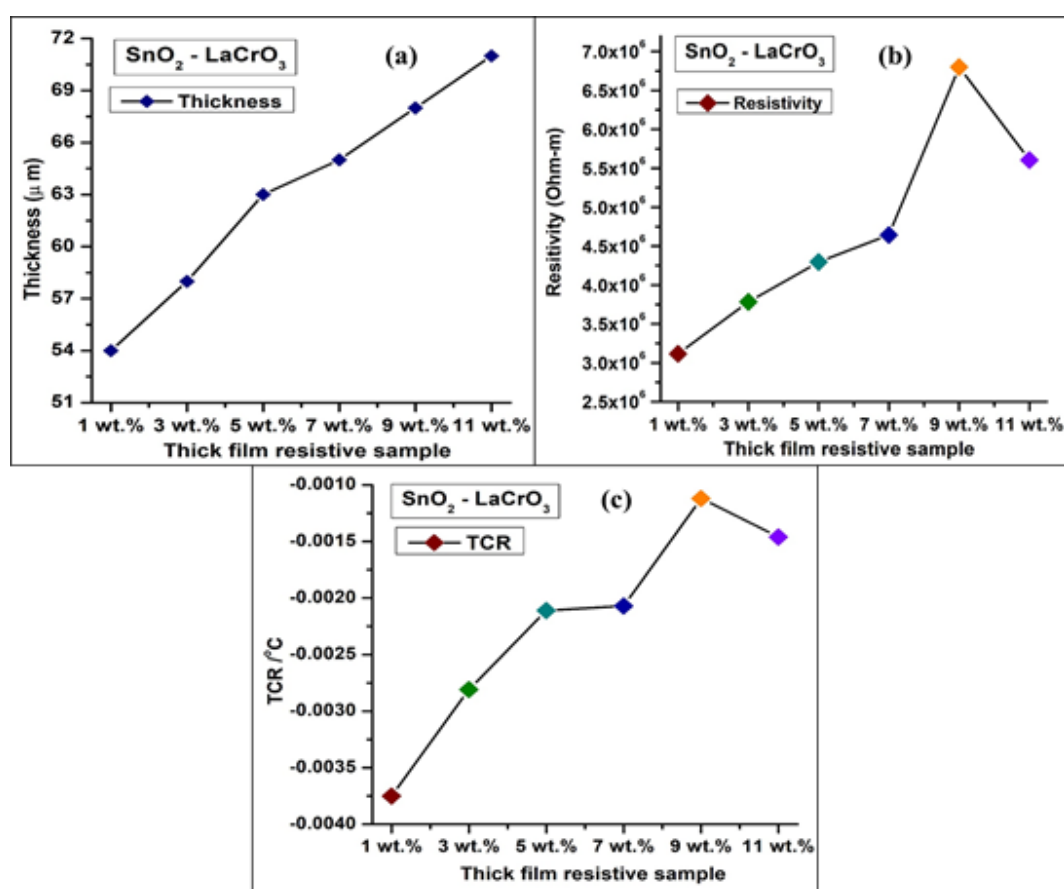 (a)
SnO₂ - LaCrO₃
Thickness
Thickness (μ m)
72
69
66
63
60
57
54
51
1 wt.% 3 wt.% 5 wt.% 7 wt.% 9 wt.% 11 wt.%
Thick film resistive sample
(b)
SnO₂ - LaCrO₃
Resistivity
Resitivity (Ohm-m)
7.0x10⁶
6.5x10⁶
6.0x10⁶
5.5x10⁶
5.0x10⁶
4.5x10⁶
4.0x10⁶
3.5x10⁶
3.0x10⁶
2.5x10⁶
1 wt.% 3 wt.% 5 wt.% 7 wt.% 9 wt.% 11 wt.%
Thick film resistive sample
(c)
SnO₂ - LaCrO₃
TCR
TCR /°C
-0.0010
-0.0015
-0.0020
-0.0025
-0.0030
-0.0035
-0.0040
1 wt.% 3 wt.% 5 wt.% 7 wt.% 9 wt.% 11 wt.%
Thick film resistive sample